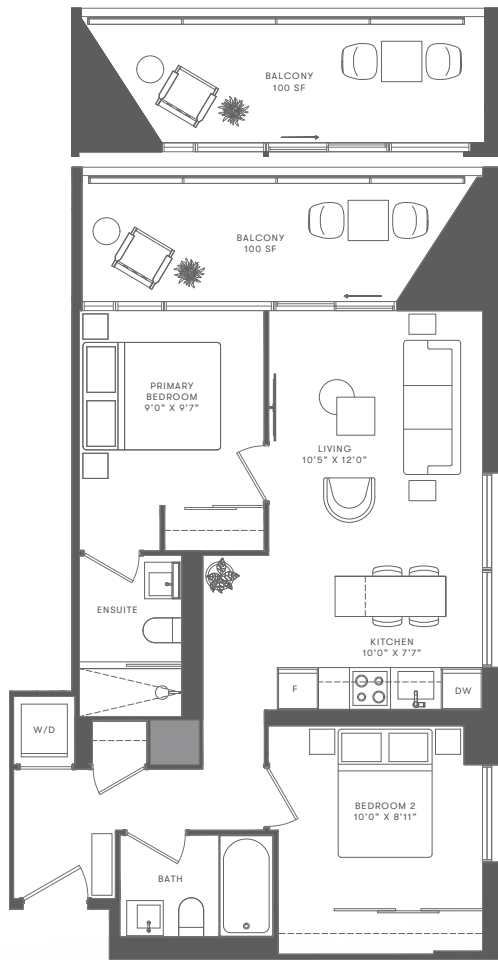 BALCONY
100 SF
BALCONY
100 SF
PRIMARY
BEDROOM
9'0" X 9'7"
LIVING
10'5" X 12'0"
ENSUITE
KITCHEN
10'0" X 7'7"
F
DW
W/D
BEDROOM 2
10'0" X 8'11"
BATH